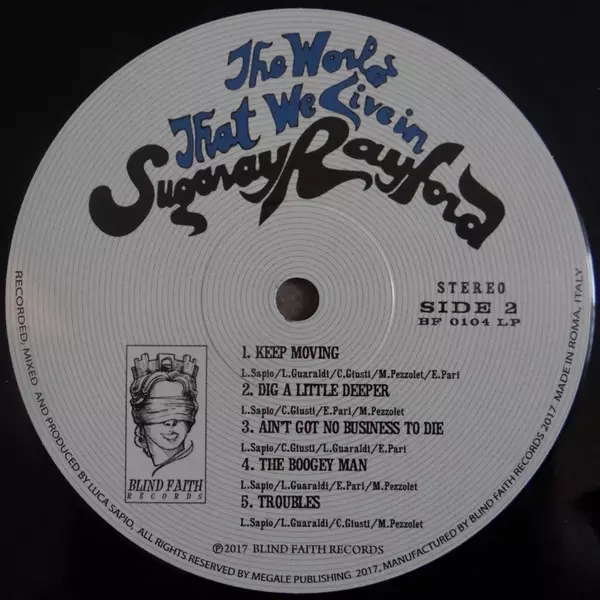 The World
That We Live in
Sugaray Rayford
STEREO
SIDE 2
BF 0104 LP
1. KEEP MOVING
L.Sapio/L.Guaraldi/C.Giusti/M.Pezzolet/E.Pari
2. DIG A LITTLE DEEPER
L.Sapio/C.Giusti/E.Pari/M.Pezzolet
3. AIN'T GOT NO BUSINESS TO DIE
L.Sapio/C.Giusti/L.Guaraldi/E.Pari
4. THE BOOGEY MAN
L.Sapio/L.Guaraldi/E.Pari/M.Pezzolet
5. TROUBLES
L.Sapio/L.Guaraldi/C.Giusti/M.Pezzolet
BLIND FAITH
RECORDS
℗2017 BLIND FAITH RECORDS
RECORDED, MIXED AND PRODUCED BY LUCA SAPIO, ALL RIGHTS RESERVED BY MEGALE PUBLISHING 2017, MANUFACTURED BY BLIND FAITH RECORDS 2017 MADE IN ROMA, ITALY